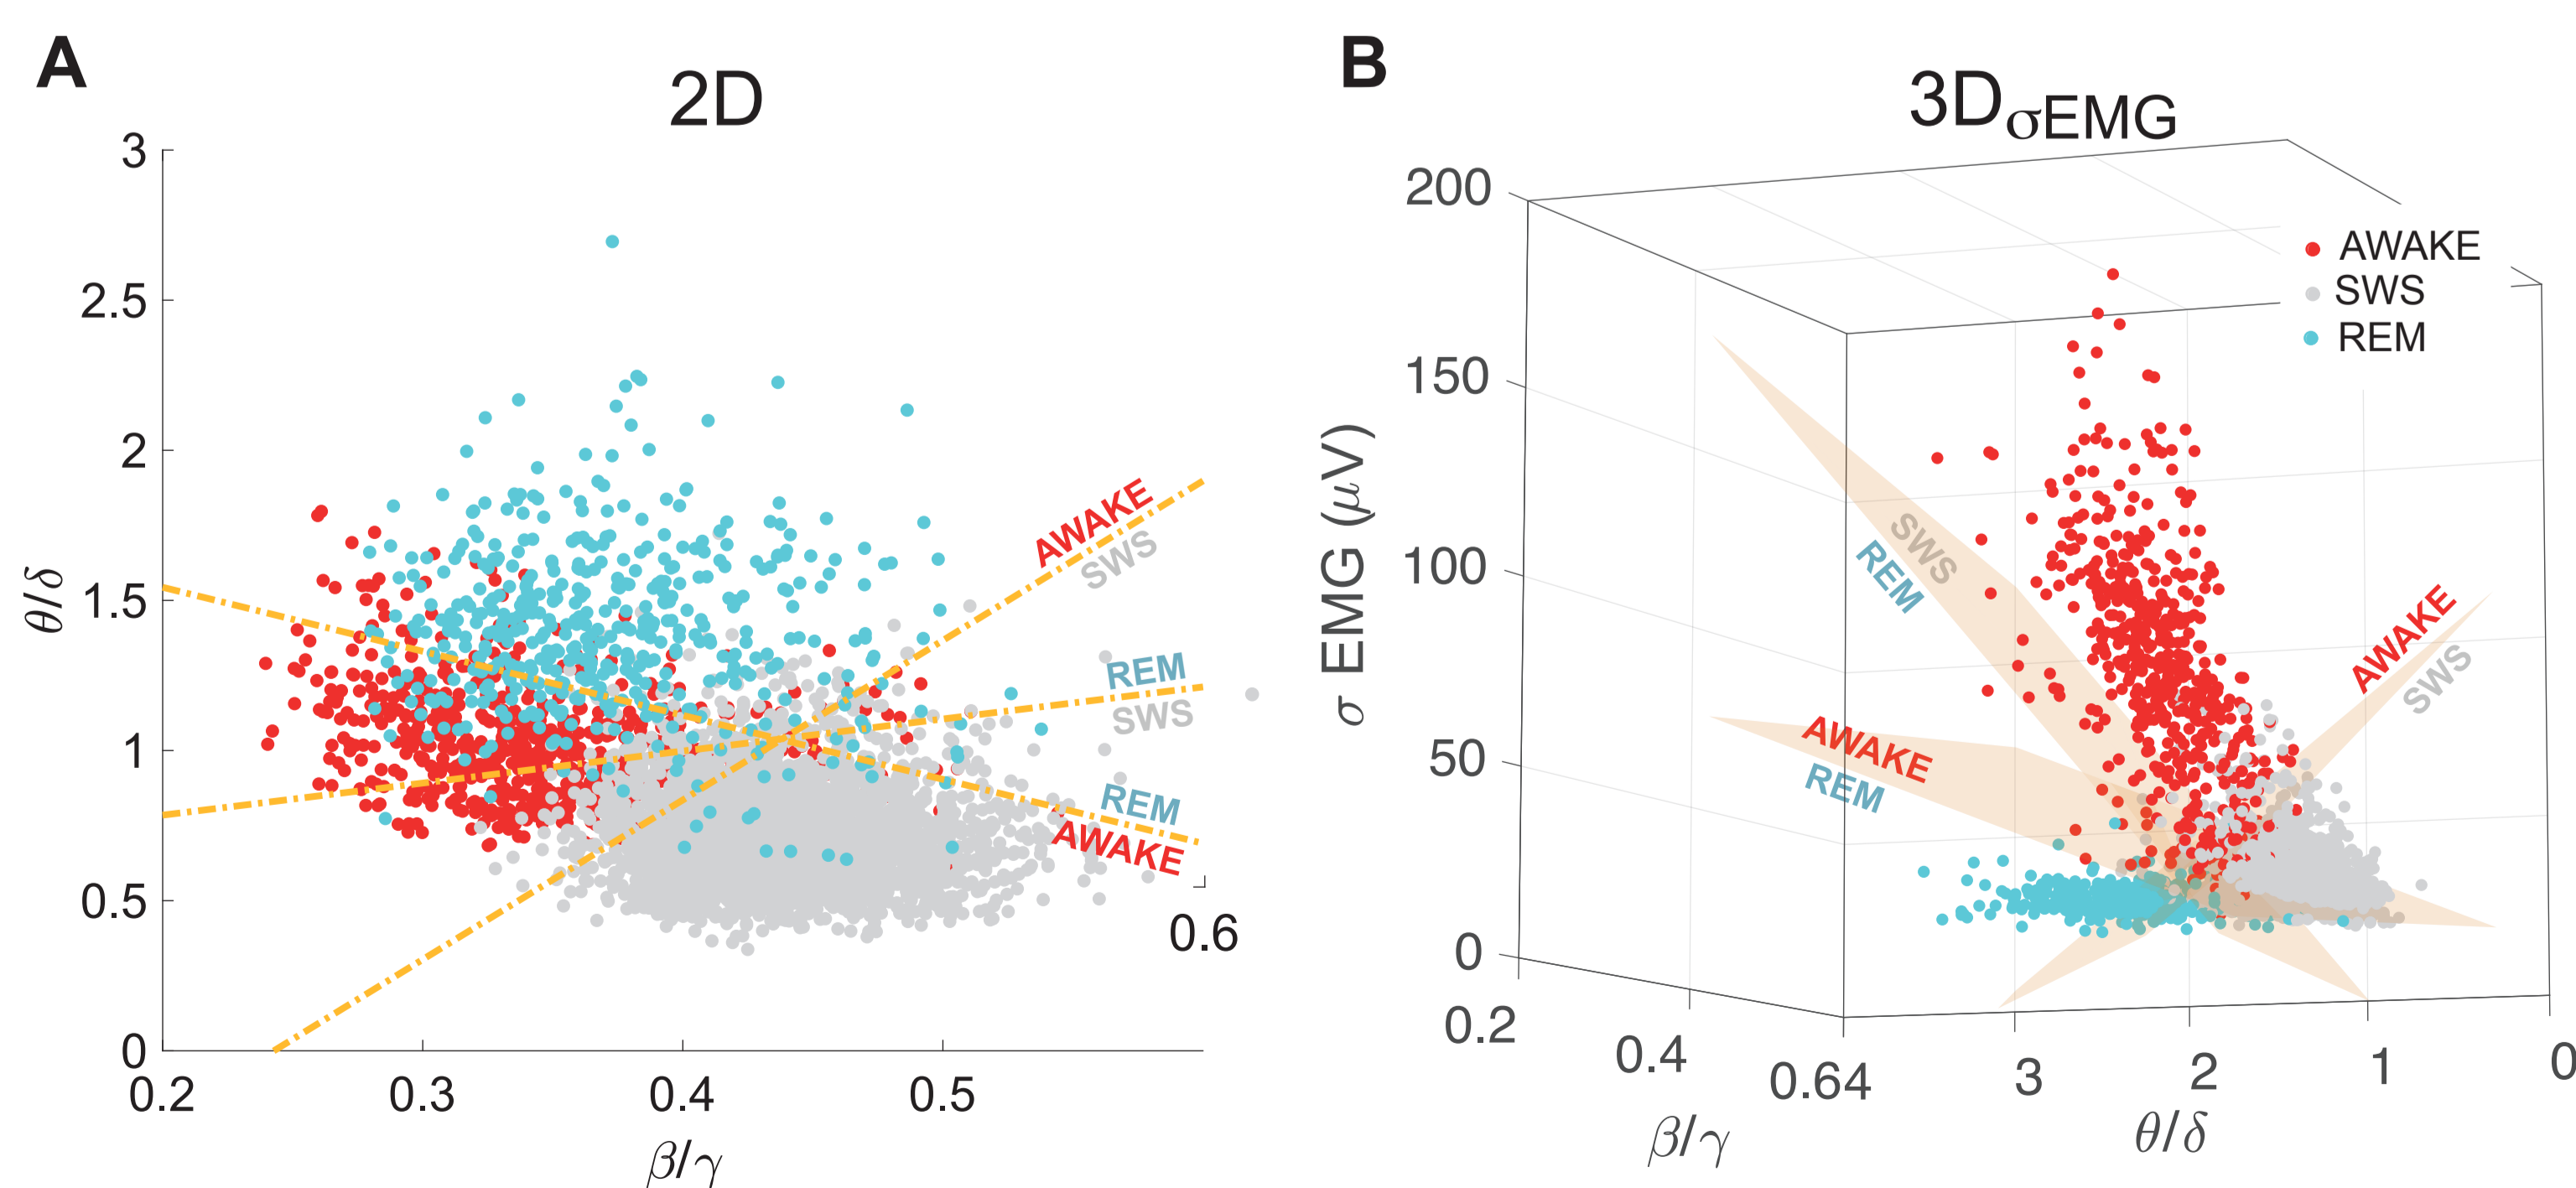 A
2D
3
2.5
2
1.5
1
0.5
0
θ/δ
0.2
0.3
0.4
0.5
0.6
β/γ
AWAKE
SWS
REM
SWS
REM
AWAKE
B
3DσEMG
200
150
100
50
0
σ EMG (μV)
AWAKE
SWS
REM
SWS
REM
AWAKE
REM
AWAKE
SWS
0.2
0.4
0.64
3
2
1
0
β/γ
θ/δ